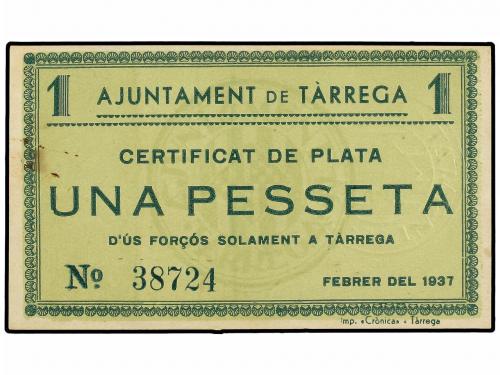 1 AJUNTAMENT DE TÀRREGA 1
CERTIFICAT DE PLATA
UNA PESSETA
D'ÚS FORÇÓS SOLAMENT A TÀRREGA
Nº 38724 FEBRER DEL 1937
Imp. «Crònica» - Tàrrega